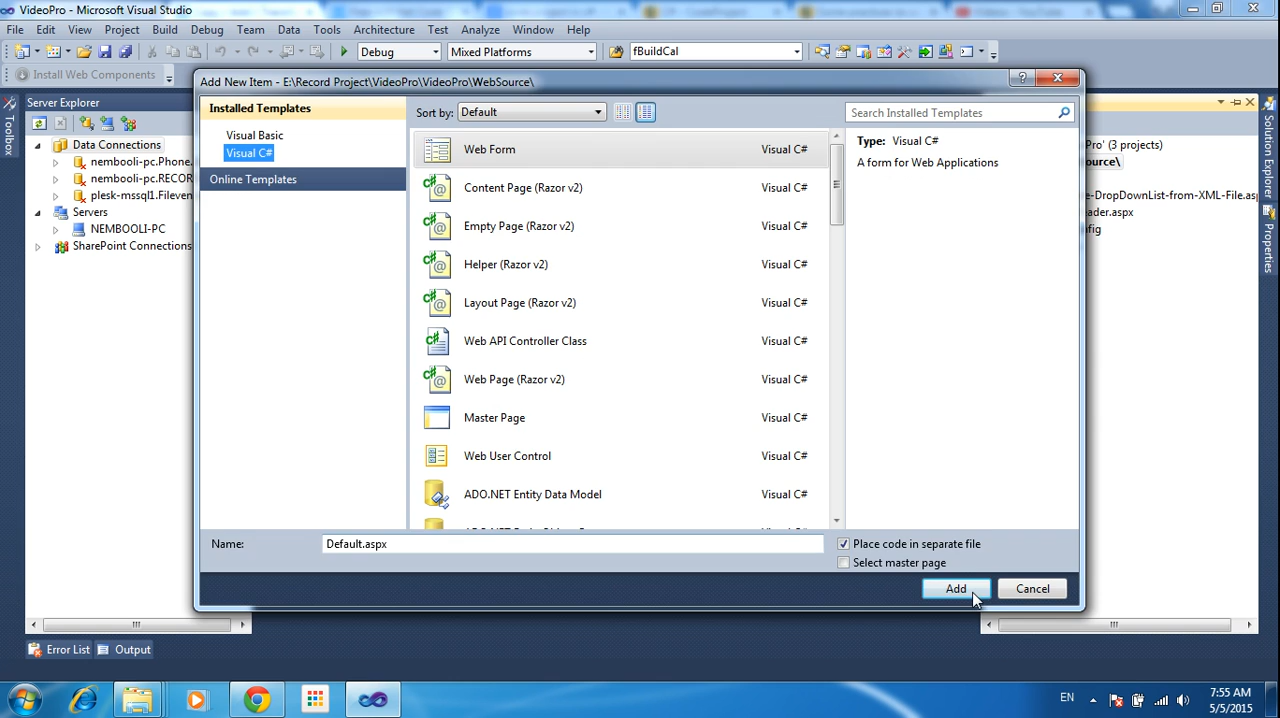 VideoPro - Microsoft Visual Studio
File Edit View Project Build Debug Team Data Tools Architecture Test Analyze Window Help
Debug Mixed Platforms fBuildCal
Install Web Components
Add New Item - E:\Record Project\VideoPro\VideoPro\WebSource\
Server Explorer
Toolbox
Data Connections
nembooli-pc.Phone.
nembooli-pc.RECOR
plesk-mssql1.Fileven
Servers
NEMBOOLI-PC
SharePoint Connections
Installed Templates
Visual Basic
Visual C#
Online Templates
Sort by: Default
Search Installed Templates
Web Form Visual C#
Content Page (Razor v2) Visual C#
Empty Page (Razor v2) Visual C#
Helper (Razor v2) Visual C#
Layout Page (Razor v2) Visual C#
Web API Controller Class Visual C#
Web Page (Razor v2) Visual C#
Master Page Visual C#
Web User Control Visual C#
ADO.NET Entity Data Model Visual C#
Type: Visual C#
A form for Web Applications
Name: Default.aspx
Place code in separate file
Select master page
Add Cancel
Pro' (3 projects)
ource\
e-DropDownList-from-XML-File.asp
ader.aspx
fig
Solution Explorer
Properties
Error List Output
EN
7:55 AM
5/5/2015